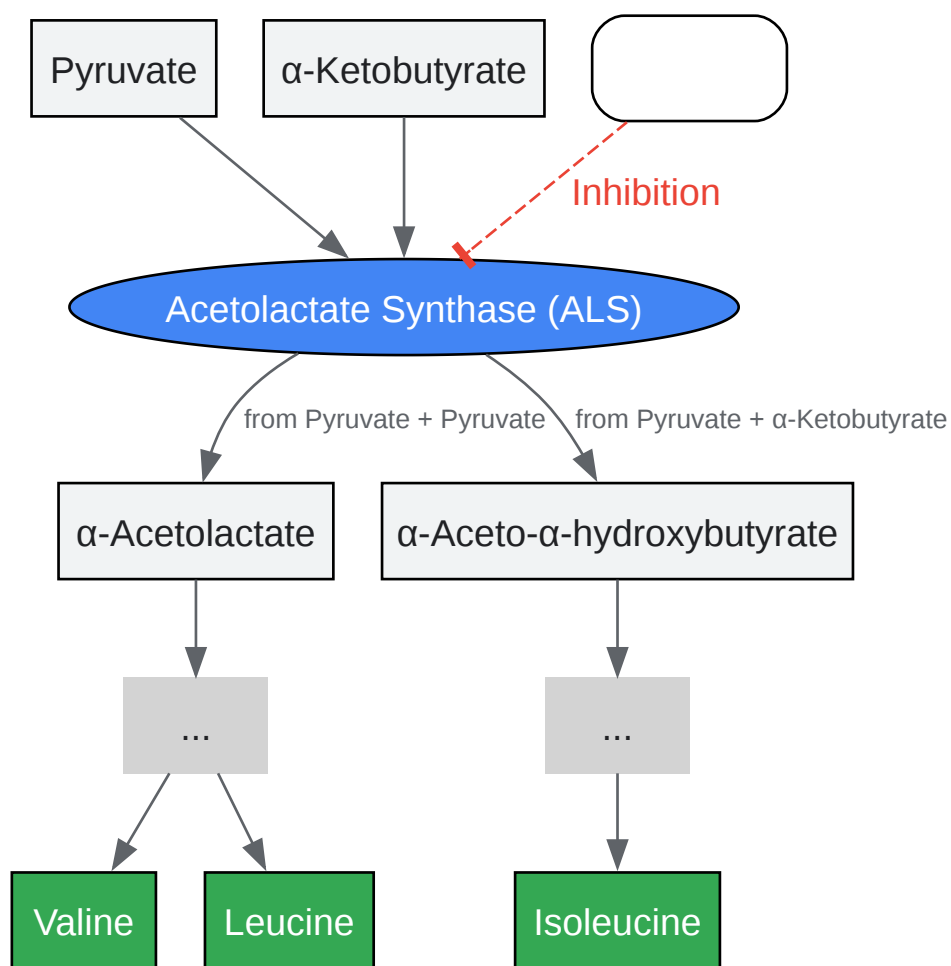 Pyruvate
α-Ketobutyrate
Inhibition
Acetolactate Synthase (ALS)
from Pyruvate + Pyruvate
from Pyruvate + α-Ketobutyrate
α-Acetolactate
α-Aceto-α-hydroxybutyrate
...
...
Valine
Leucine
Isoleucine